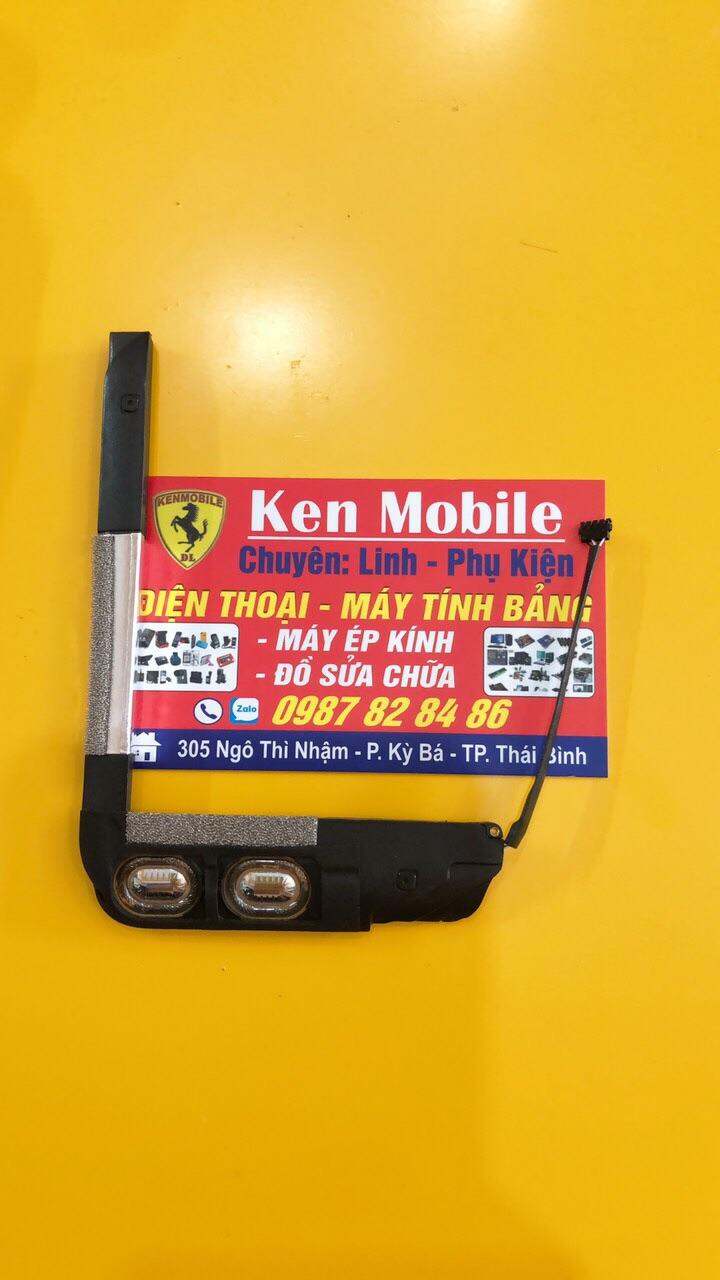 KENMOBILE
DL
Ken Mobile
Chuyên: Linh - Phụ Kiện
ĐIỆN THOẠI - MÁY TÍNH BẢNG
- MÁY ÉP KÍNH
- ĐỒ SỬA CHỮA
Zalo
0987 82 84 86
305 Ngô Thì Nhậm - P. Kỳ Bá - TP. Thái Bình